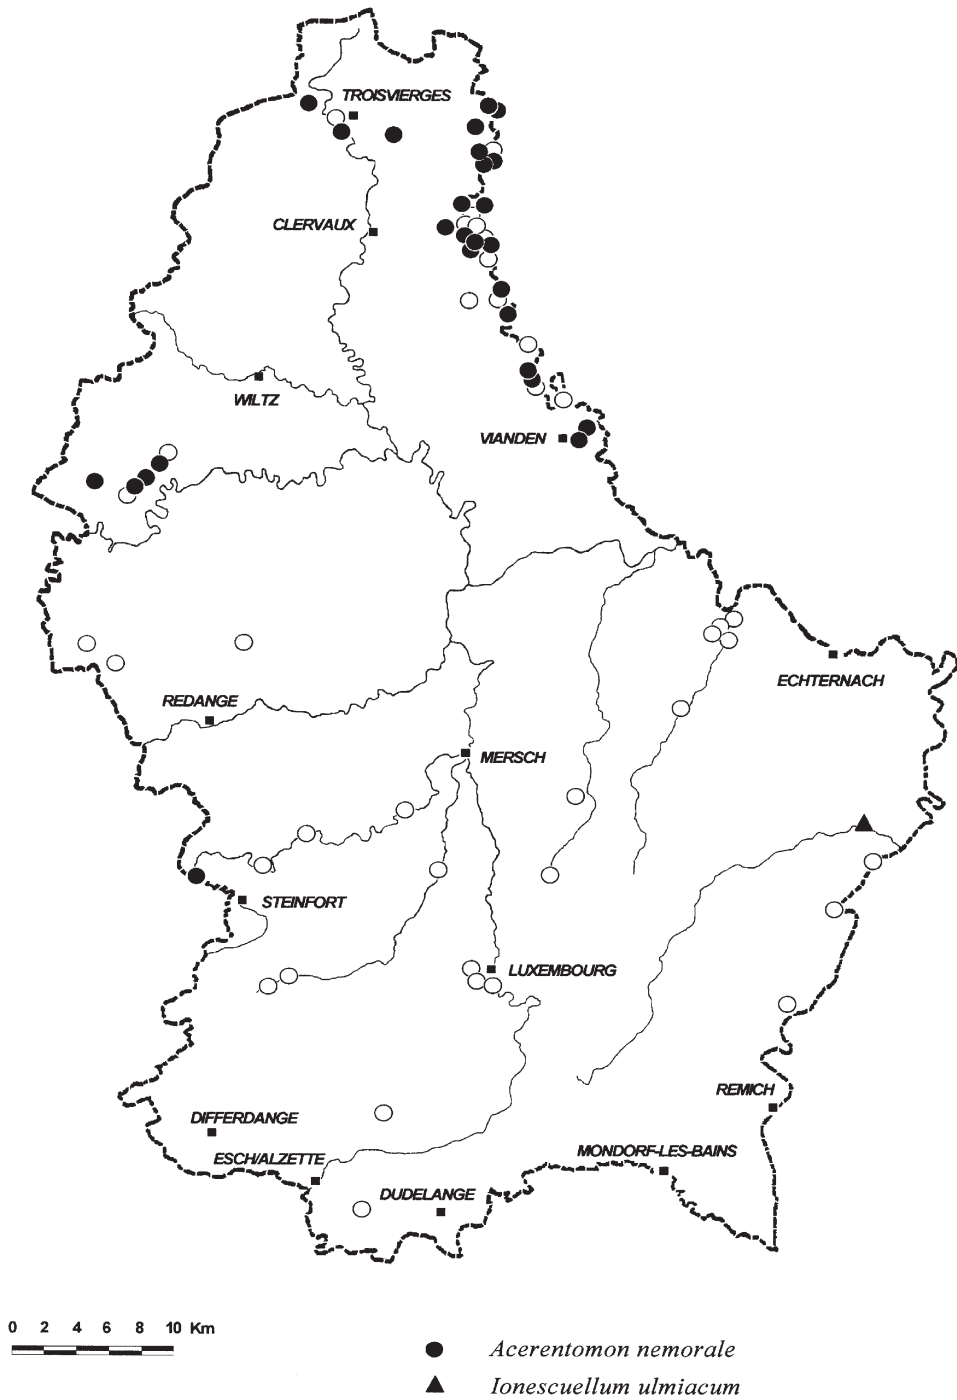 TROISVIERGES
CLERVAUX
WILTZ
VIANDEN
ECHTERNACH
REDANGE
MERSCH
STEINFORT
LUXEMBOURG
REMICH
DIFFERDANGE
MONDORF-LES-BAINS
ESCH/ALZETTE
DUDELANGE
0 2 4 6 8 10 Km
Acerentomon nemorale
Ionescuellum ulmiacum